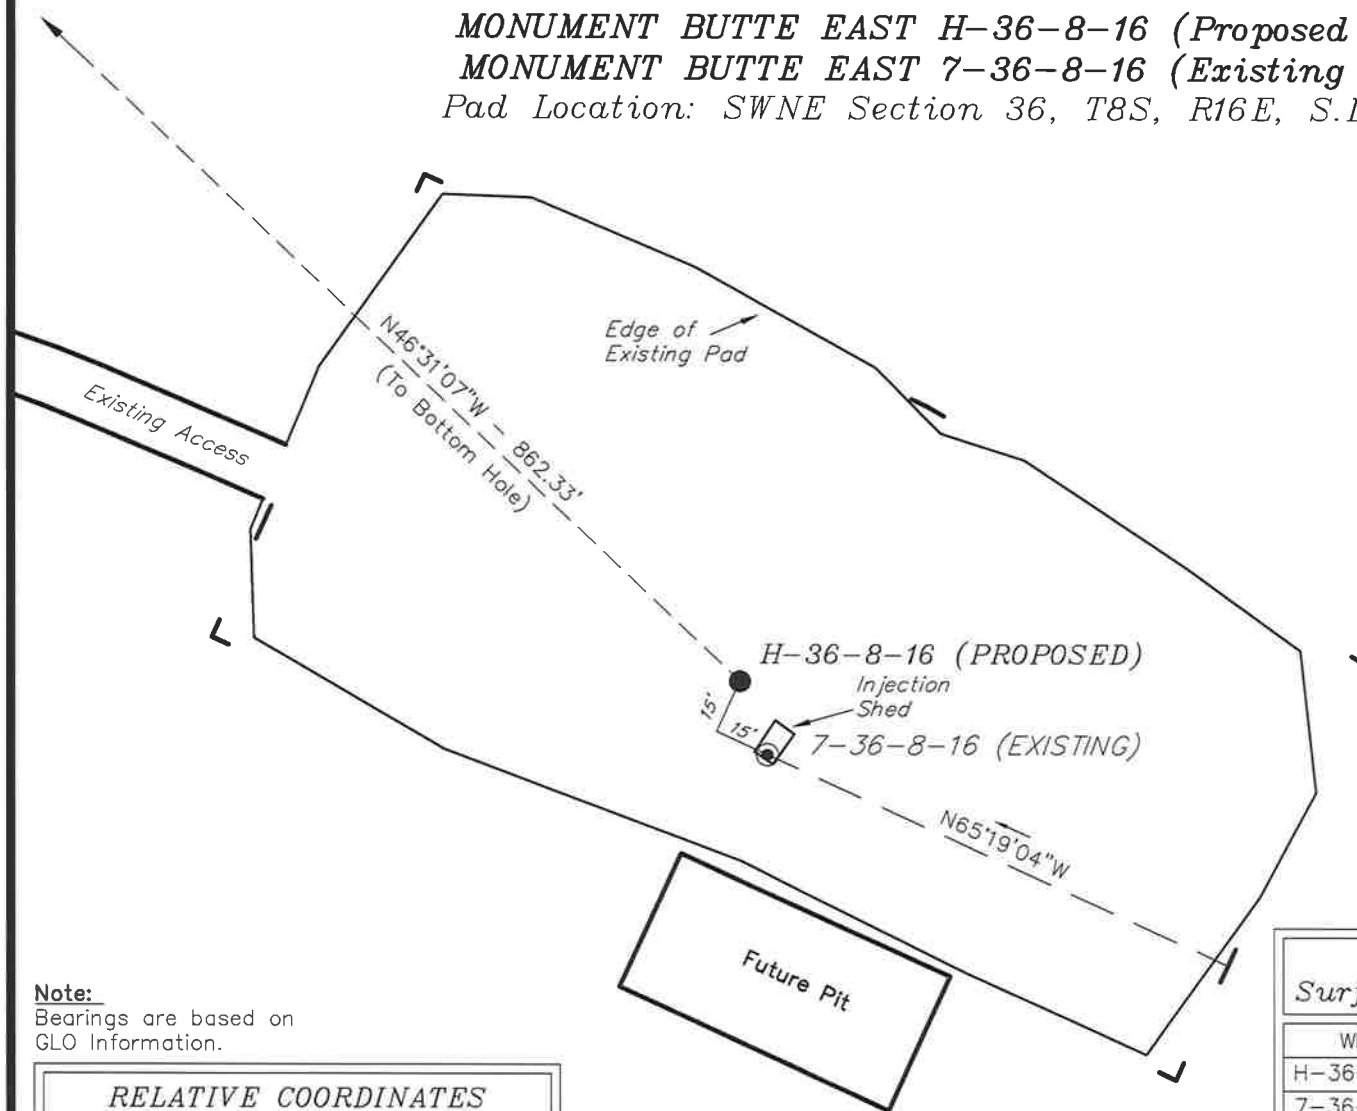 MONUMENT BUTTE EAST H-36-8-16 (Proposed
MONUMENT BUTTE EAST 7-36-8-16 (Existing
Pad Location: SWNE Section 36, T8S, R16E,
Edge of
Existing Pad
N46°31'07"W - 862.33'
(To Bottom Hole)
Existing Access
H-36-8-16 (PROPOSED)
Injection
Shed
15'
15'
7-36-8-16 (EXISTING)
N65°19'04"W
Future Pit
Note:
Bearings are based on
GLO Information.
RELATIVE COORDINATES
H-36
7-36-